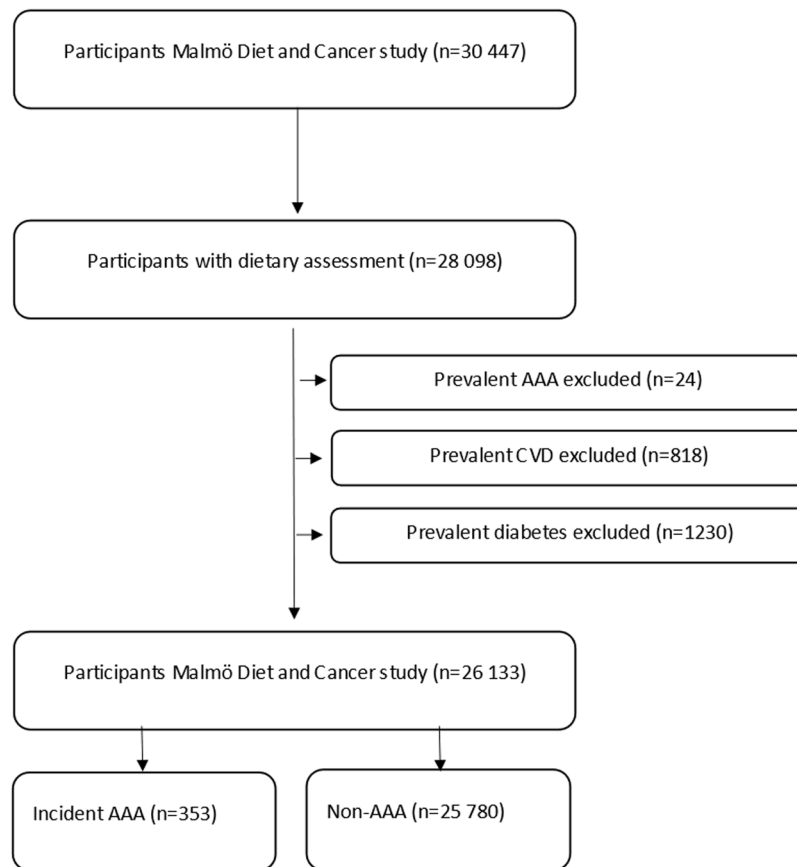 Participants Malmö Diet and Cancer study (n=30 447)
Participants with dietary assessment (n=28 098)
Prevalent AAA excluded (n=24)
Prevalent CVD excluded (n=818)
Prevalent diabetes excluded (n=1230)
Participants Malmö Diet and Cancer study (n=26 133)
Incident AAA (n=353)
Non-AAA (n=25 780)